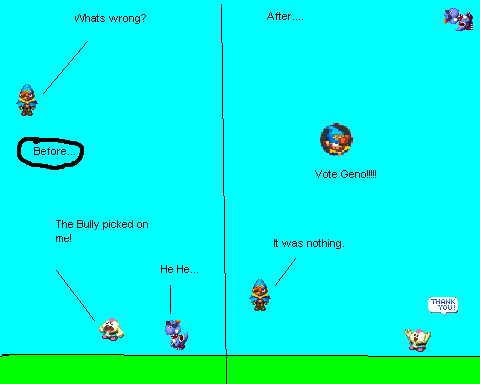 Whats wrong?
Before...
The Bully picked on
me!
He He...
After....
Vote Geno!!!!!
It was nothing.
THANK
YOU!